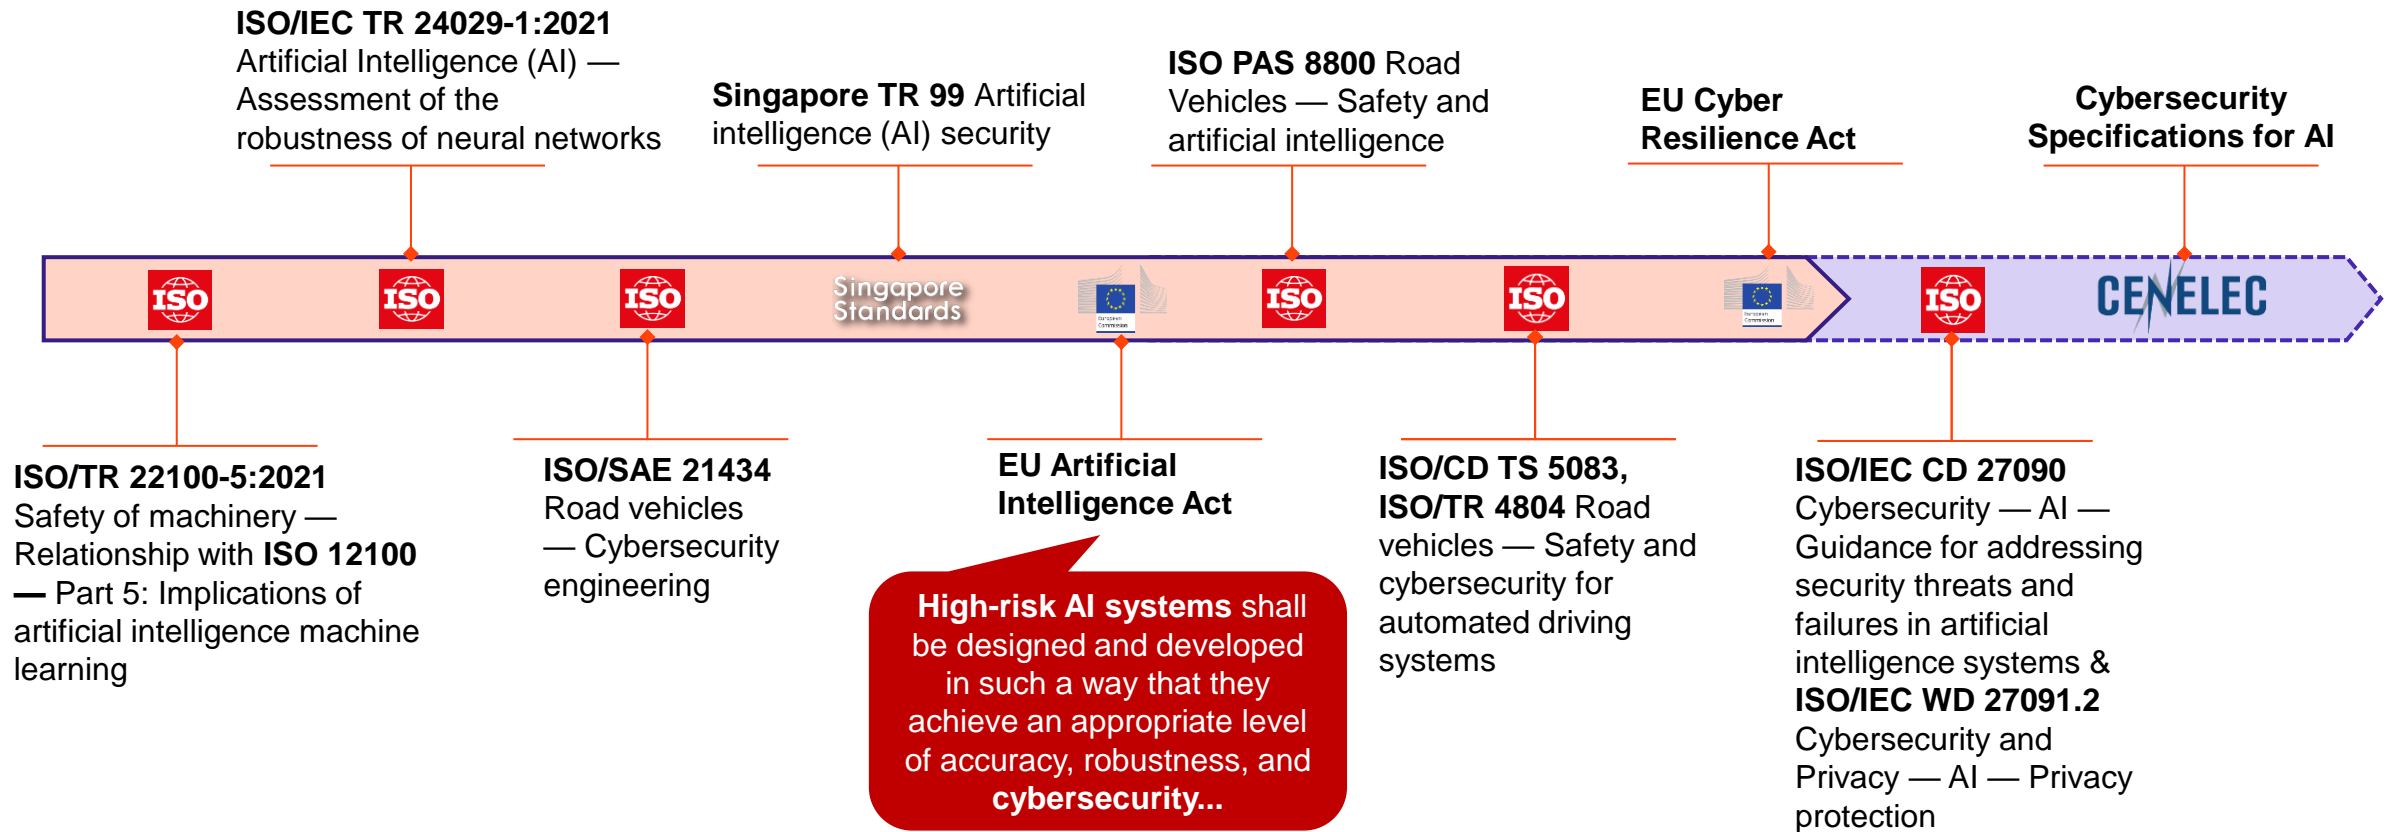 ISO/IEC TR 24029-1:2021
Artificial Intelligence (AI) —
Assessment of the
robustness of neural networks
Singapore TR 99 Artificial
intelligence (AI) security
ISO PAS 8800 Road
Vehicles — Safety and
artificial intelligence
EU Cyber
Resilience Act
Cybersecurity
Specifications for AI
ISO
ISO
ISO
Singapore
Standards
European
Commission
ISO
ISO
European
Commission
ISO
CENELEC
ISO/TR 22100-5:2021
Safety of machinery —
Relationship with ISO 12100
— Part 5: Implications of
artificial intelligence machine
learning
ISO/SAE 21434
Road vehicles
— Cybersecurity
engineering
EU Artificial
Intelligence Act
High-risk AI systems shall
be designed and developed
in such a way that they
achieve an appropriate level
of accuracy, robustness, and
cybersecurity...
ISO/CD TS 5083,
ISO/TR 4804 Road
vehicles — Safety and
cybersecurity for
automated driving
systems
ISO/IEC CD 27090
Cybersecurity — AI —
Guidance for addressing
security threats and
failures in artificial
intelligence systems &
ISO/IEC WD 27091.2
Cybersecurity and
Privacy — AI — Privacy
protection